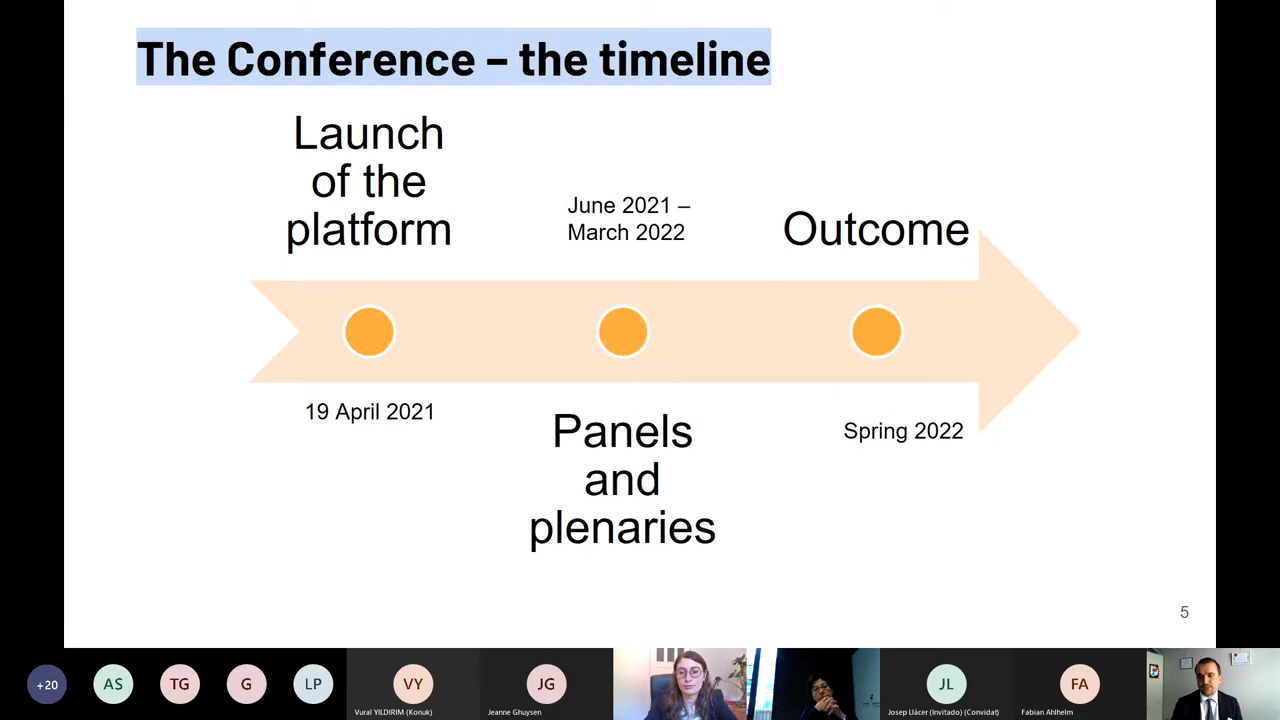 The Conference – the timeline
Launch
of the
platform
June 2021 –
March 2022
Outcome
19 April 2021
Panels
and
plenaries
Spring 2022
5
+20
AS
TG
G
LP
VY
Vural YILDIRIM (Konuk)
JG
Jeanne Ghuysen
JL
Josep Llàcer (Invitado) (Convidat)
FA
Fabian Ahlhelm